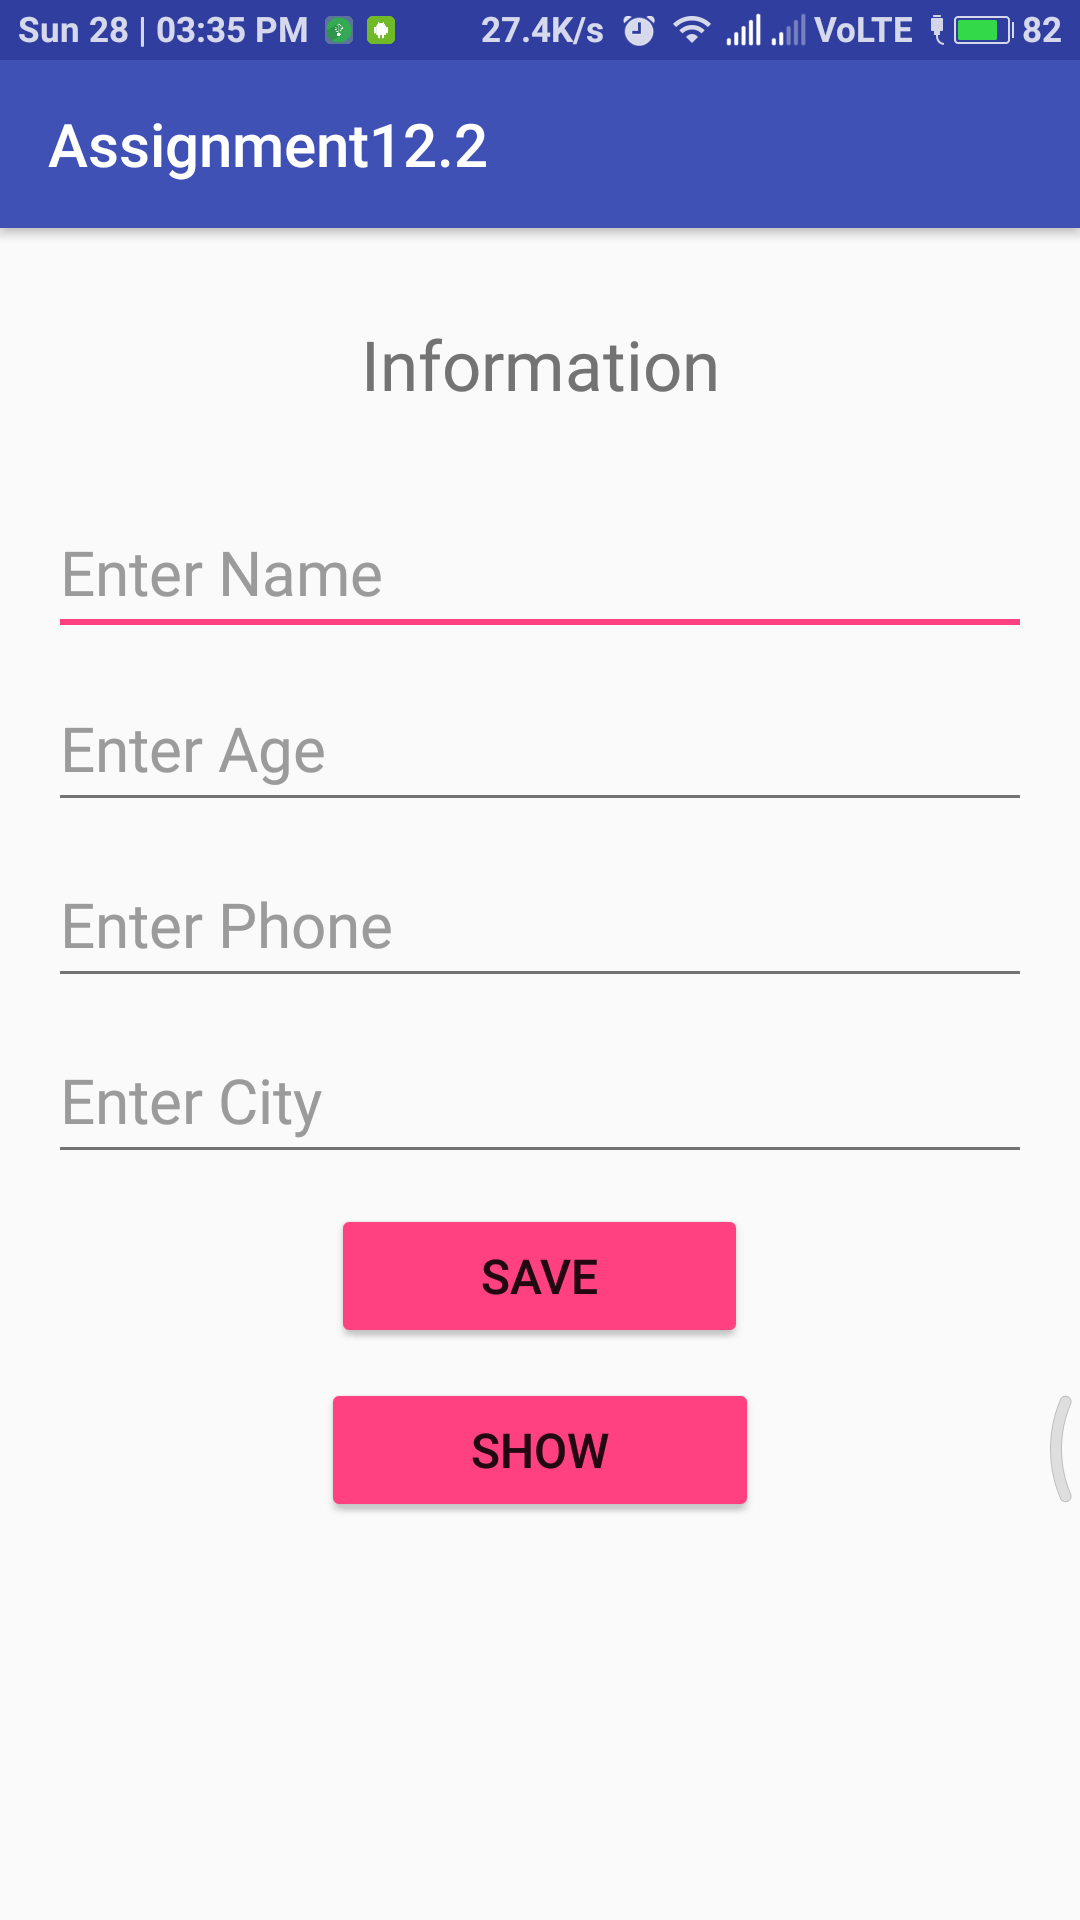 Sun 28 | 03:35 PM 27.4K/s VoLTE 82
Assignment12.2
Information
Enter Name
Enter Age
Enter Phone
Enter City
SAVE
SHOW